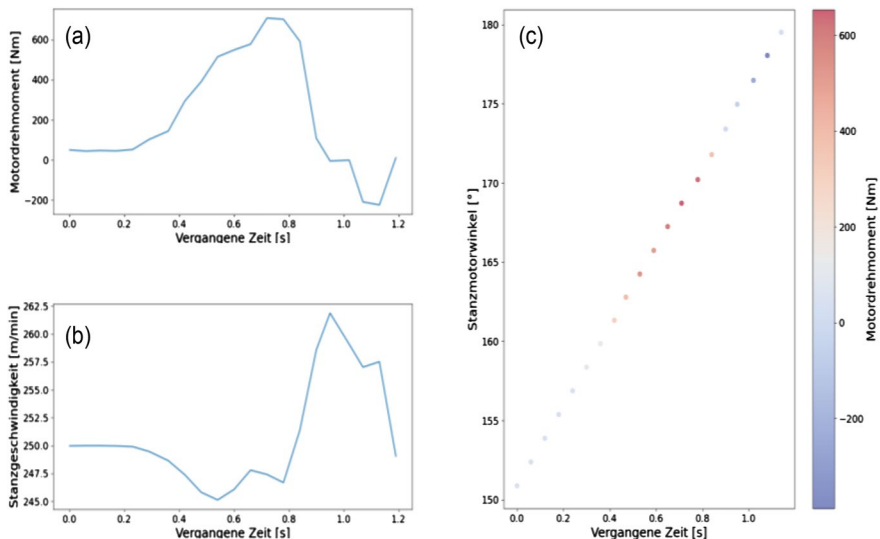 (a)
Motordrehmoment [Nm]
600
400
200
0
−200
0.0 0.2 0.4 0.6 0.8 1.0 1.2
Vergangene Zeit [s]
(b)
Stanzgeschwindigkeit [m/min]
262.5
260.0
257.5
255.0
252.5
250.0
247.5
245.0
0.0 0.2 0.4 0.6 0.8 1.0 1.2
Vergangene Zeit [s]
(c)
Stanzmotorwinkel [°]
180
175
170
165
160
155
150
0.0 0.2 0.4 0.6 0.8 1.0
Vergangene Zeit [s]
600
400
200
0
−200
Motordrehmoment [Nm]